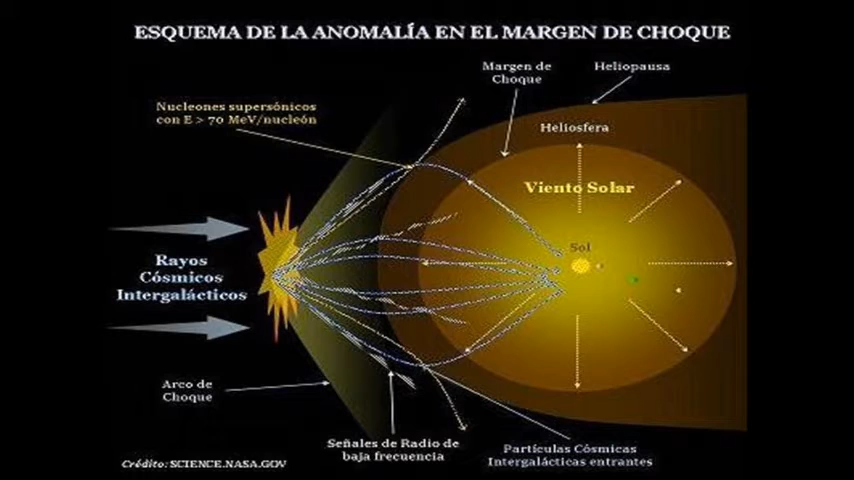 ESQUEMA DE LA ANOMALÍA EN EL MARGEN DE CHOQUE
Margen de
Choque
Heliopausa
Nucleones supersónicos
con E > 70 MeV/nucleón
Heliosfera
Viento Solar
Sol
Rayos
Cósmicos
Intergalácticos
Arco de
Choque
Señales de Radio de
baja frecuencia
Partículas Cósmicas
Intergalácticas entrantes
Crédito: SCIENCE.NASA.GOV